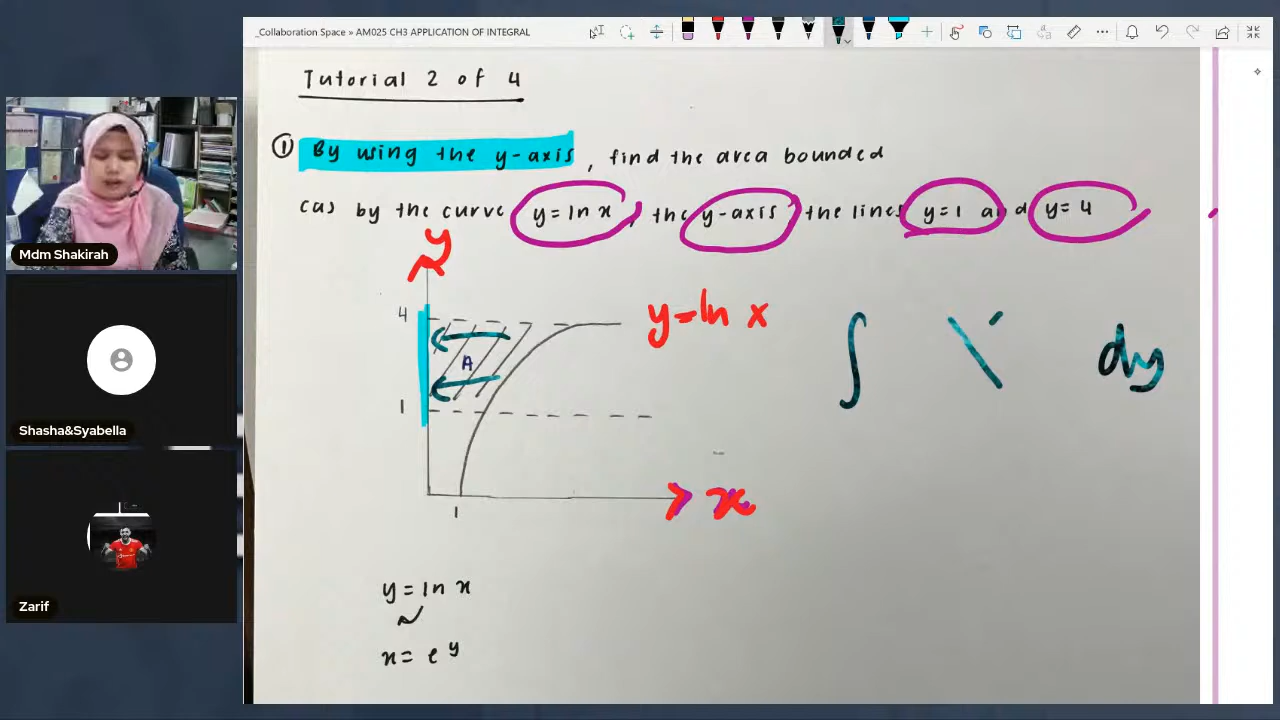 _Collaboration Space » AM025 CH3 APPLICATION OF INTEGRAL
Tutorial 2 of 4
① By using the y-axis, find the area bounded
(a) by the curve y = ln x, the y-axis the lines y = 1 and y = 4
y
4
A
1
1
x
y = ln x
∫ x dy
y = ln x
x = e^y
Mdm Shakirah
Shasha&Syabella
Zarif